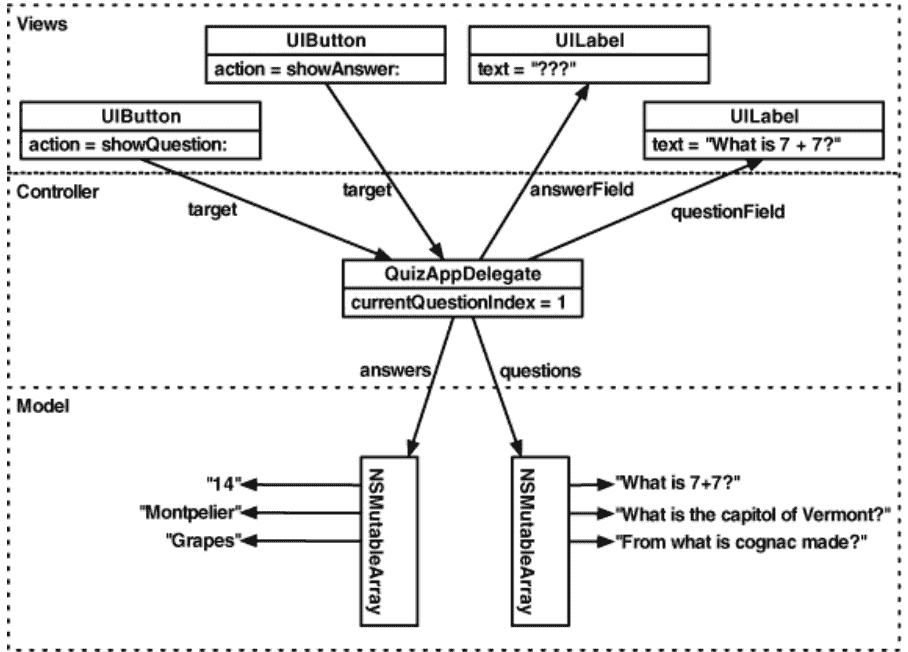 Views
UIButton
action = showAnswer:
UILabel
text = "???"
UIButton
action = showQuestion:
UILabel
text = "What is 7 + 7?"
Controller
target
target
answerField
questionField
QuizAppDelegate
currentQuestionIndex = 1
answers
questions
Model
NSMutableArray
"14"
"Montpelier"
"Grapes"
NSMutableArray
"What is 7+7?"
"What is the capitol of Vermont?"
"From what is cognac made?"